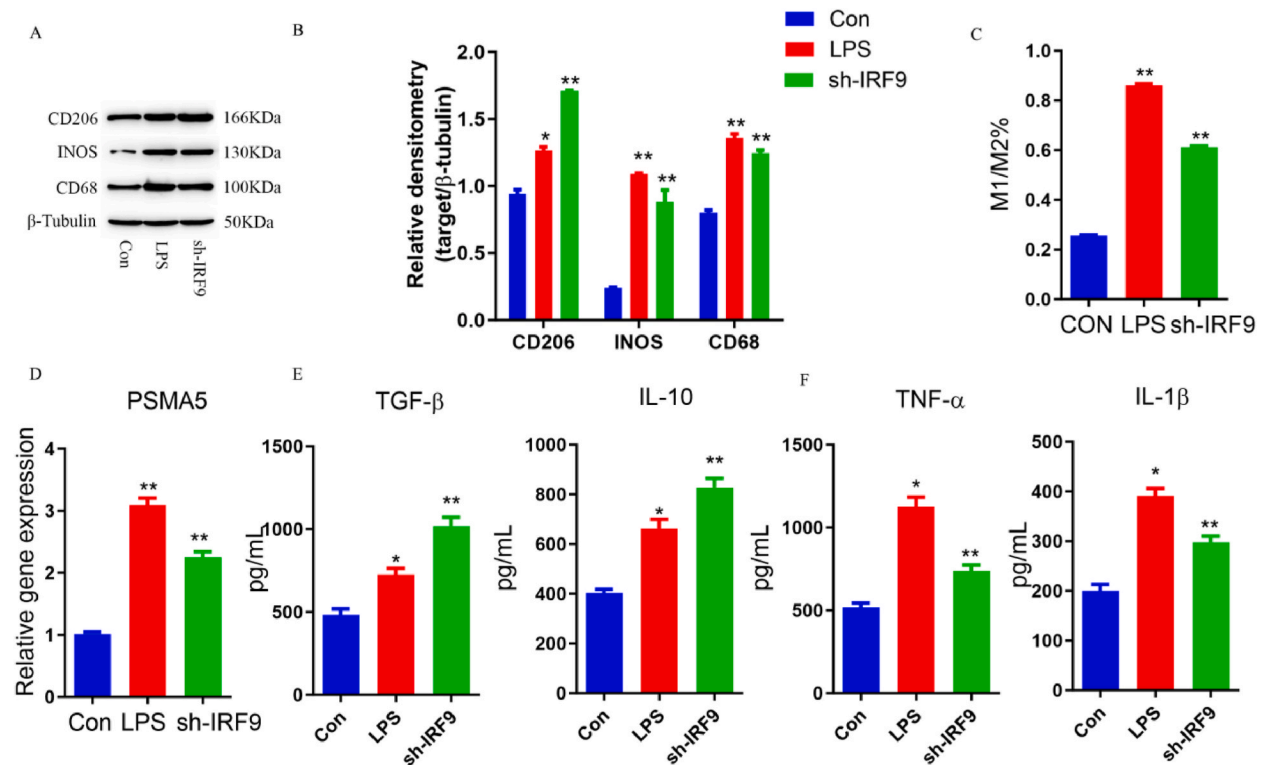 A
CD206 166KDa
INOS 130KDa
CD68 100KDa
β-Tubulin 50KDa
Con LPS sh-IRF9
B
Con
LPS
sh-IRF9
Relative densitometry
(target/β-tubulin)
2.0
1.5
1.0
0.5
0.0
* **
** **
** **
CD206 INOS CD68
C
M1/M2%
1.0
0.8
0.6
0.4
0.2
0.0
** **
CON LPS sh-IRF9
D
PSMA5
Relative gene expression
4
3
2
1
0
** **
Con LPS sh-IRF9
E
TGF-β
pg/mL
1500
1000
500
0
* **
Con LPS sh-IRF9
IL-10
pg/mL
1000
800
600
400
200
0
* **
Con LPS sh-IRF9
F
TNF-α
pg/mL
1500
1000
500
0
* **
Con LPS sh-IRF9
IL-1β
pg/mL
500
400
300
200
100
0
* **
Con LPS sh-IRF9